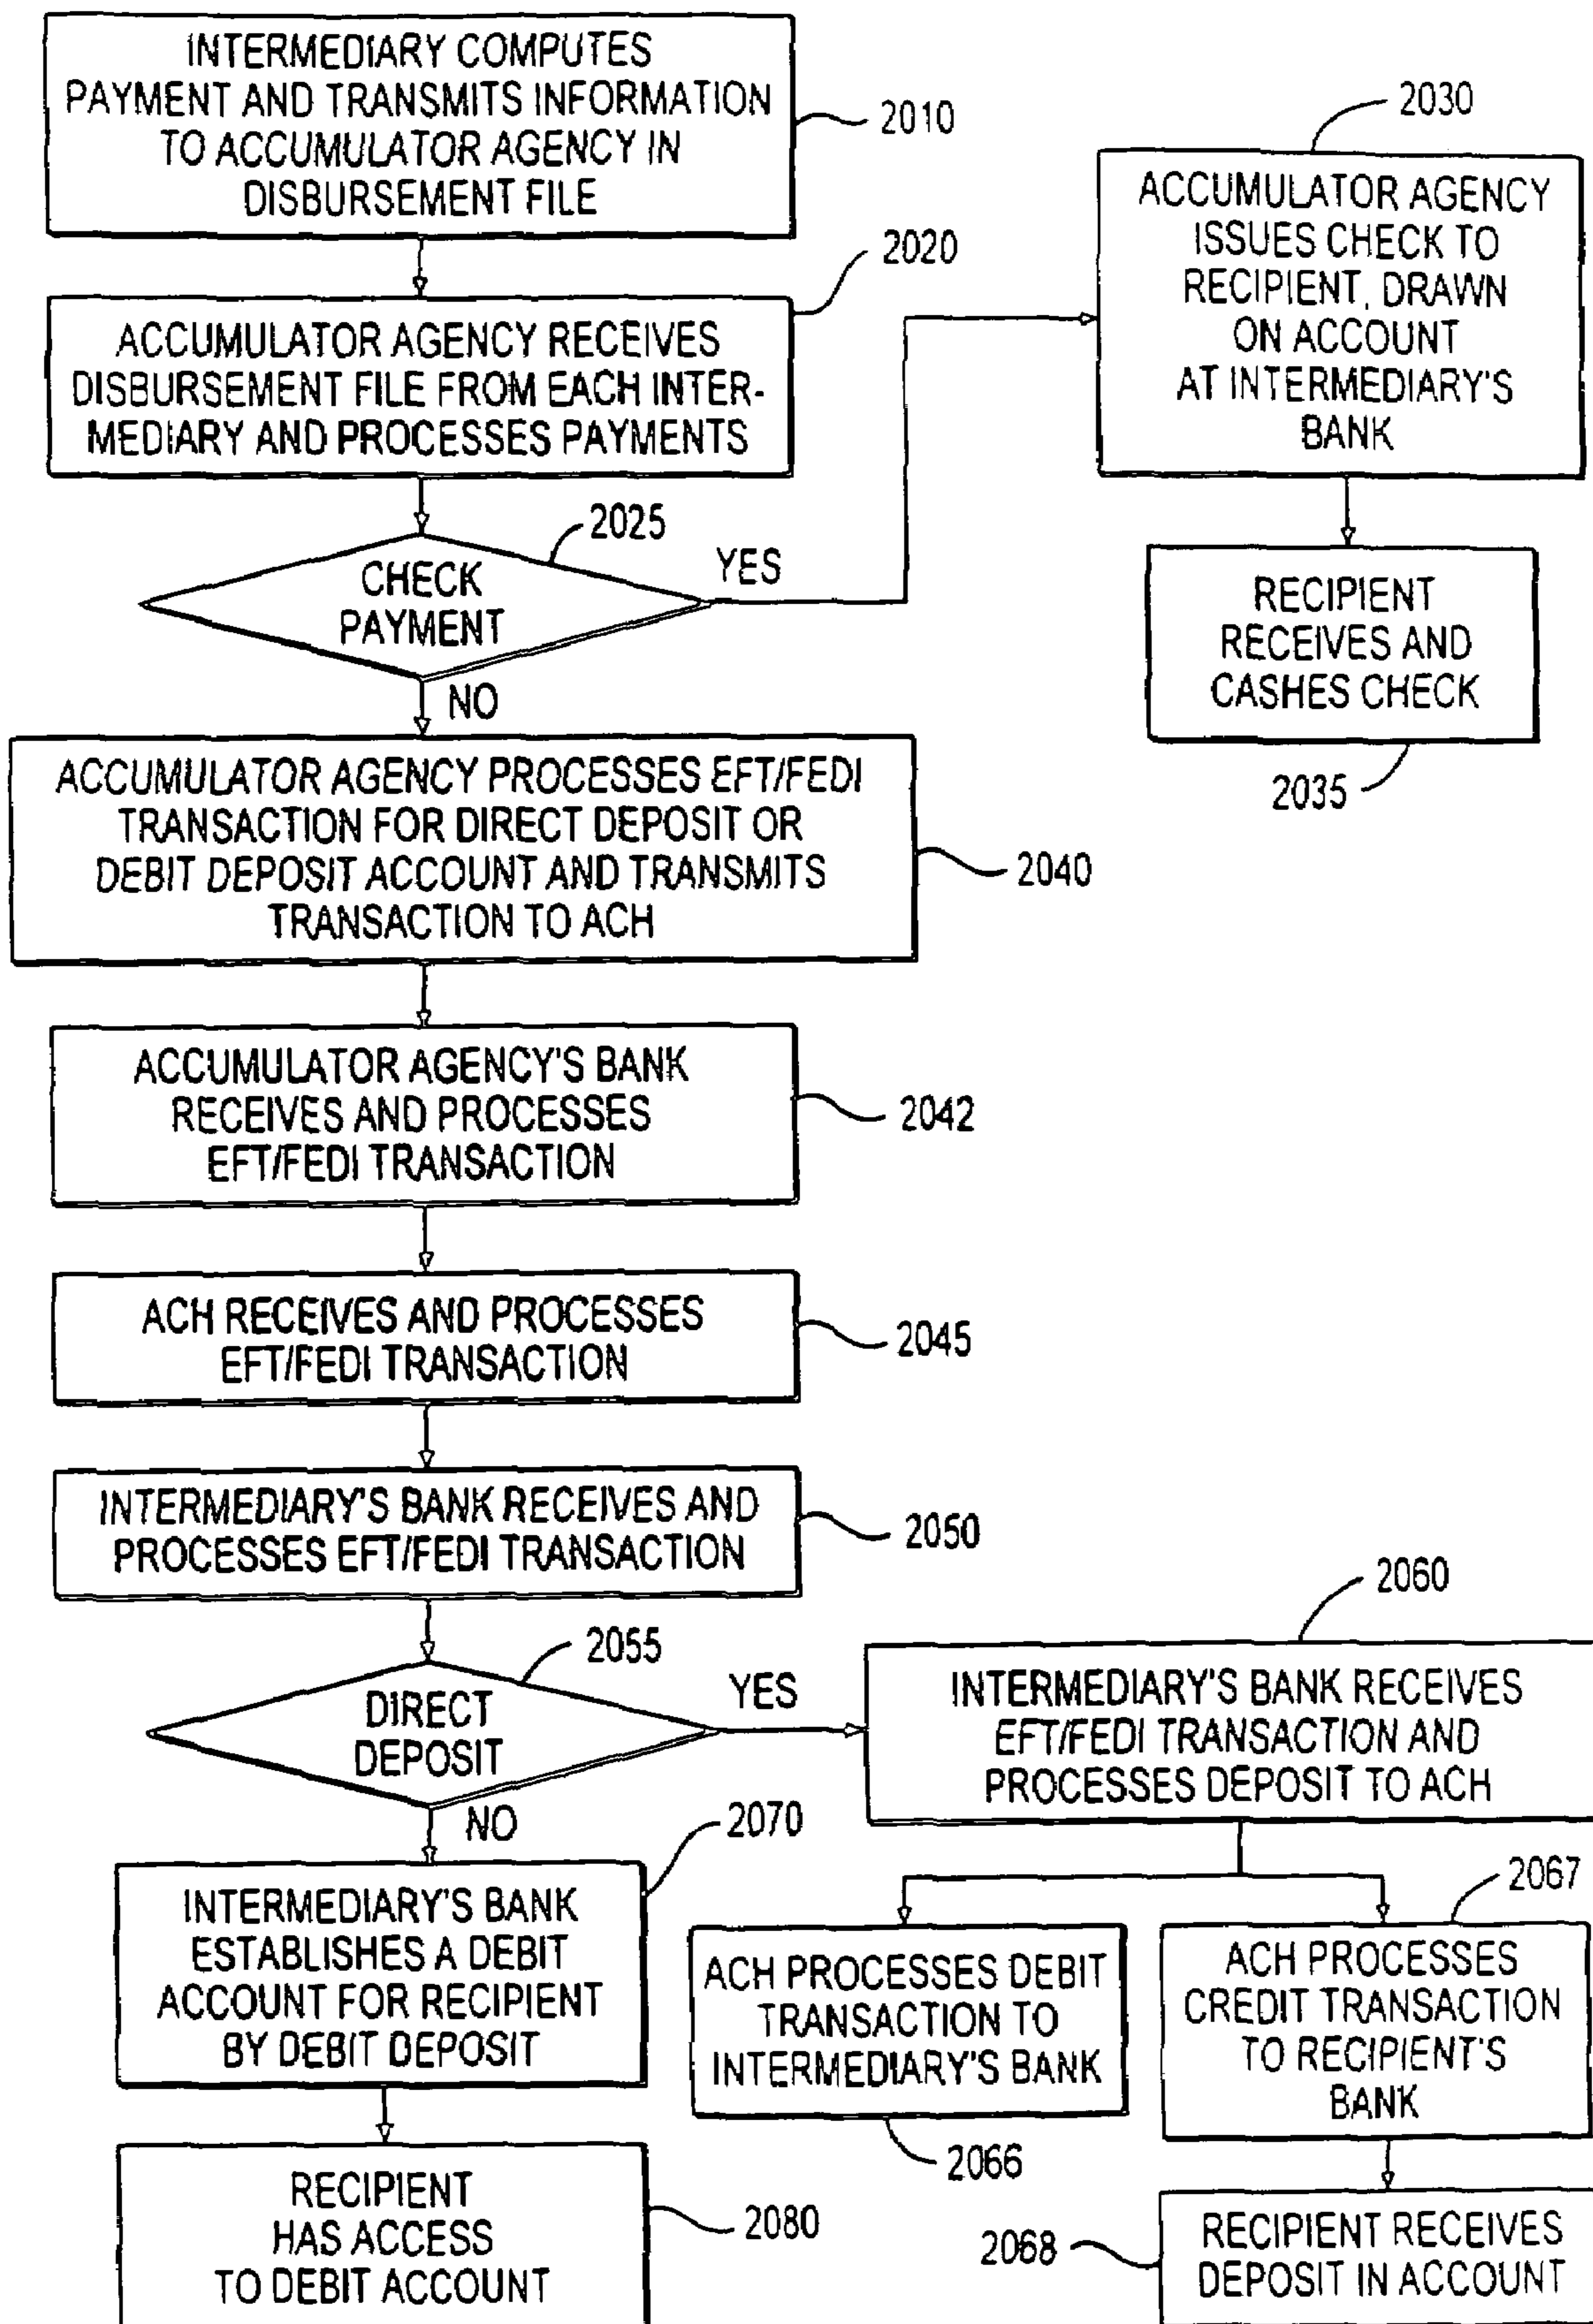 INTERMEDIARY COMPUTES
PAYMENT AND TRANSMITS INFORMATION
TO ACCUMULATOR AGENCY IN
DISBURSEMENT FILE
2010
2020
ACCUMULATOR AGENCY RECEIVES
DISBURSEMENT FILE FROM EACH INTER-
MEDIARY AND PROCESSES PAYMENTS
2025
CHECK
PAYMENT
YES
NO
2030
ACCUMULATOR AGENCY
ISSUES CHECK TO
RECIPIENT, DRAWN
ON ACCOUNT
AT INTERMEDIARY'S
BANK
RECIPIENT
RECEIVES AND
CASHES CHECK
2035
ACCUMULATOR AGENCY PROCESSES EFT/FEDI
TRANSACTION FOR DIRECT DEPOSIT OR
DEBIT DEPOSIT ACCOUNT AND TRANSMITS
TRANSACTION TO ACH
2040
ACCUMULATOR AGENCY'S BANK
RECEIVES AND PROCESSES
EFT/FEDI TRANSACTION
2042
ACH RECEIVES AND PROCESSES
EFT/FEDI TRANSACTION
2045
INTERMEDIARY'S BANK RECEIVES AND
PROCESSES EFT/FEDI TRANSACTION
2050
2055
DIRECT
DEPOSIT
YES
NO
2060
INTERMEDIARY'S BANK RECEIVES
EFT/FEDI TRANSACTION AND
PROCESSES DEPOSIT TO ACH
2070
INTERMEDIARY'S BANK
ESTABLISHES A DEBIT
ACCOUNT FOR RECIPIENT
BY DEBIT DEPOSIT
ACH PROCESSES DEBIT
TRANSACTION TO
INTERMEDIARY'S BANK
2066
2067
ACH PROCESSES
CREDIT TRANSACTION
TO RECIPIENT'S
BANK
RECIPIENT
HAS ACCESS
TO DEBIT ACCOUNT
2080
2068
RECIPIENT RECEIVES
DEPOSIT IN ACCOUNT